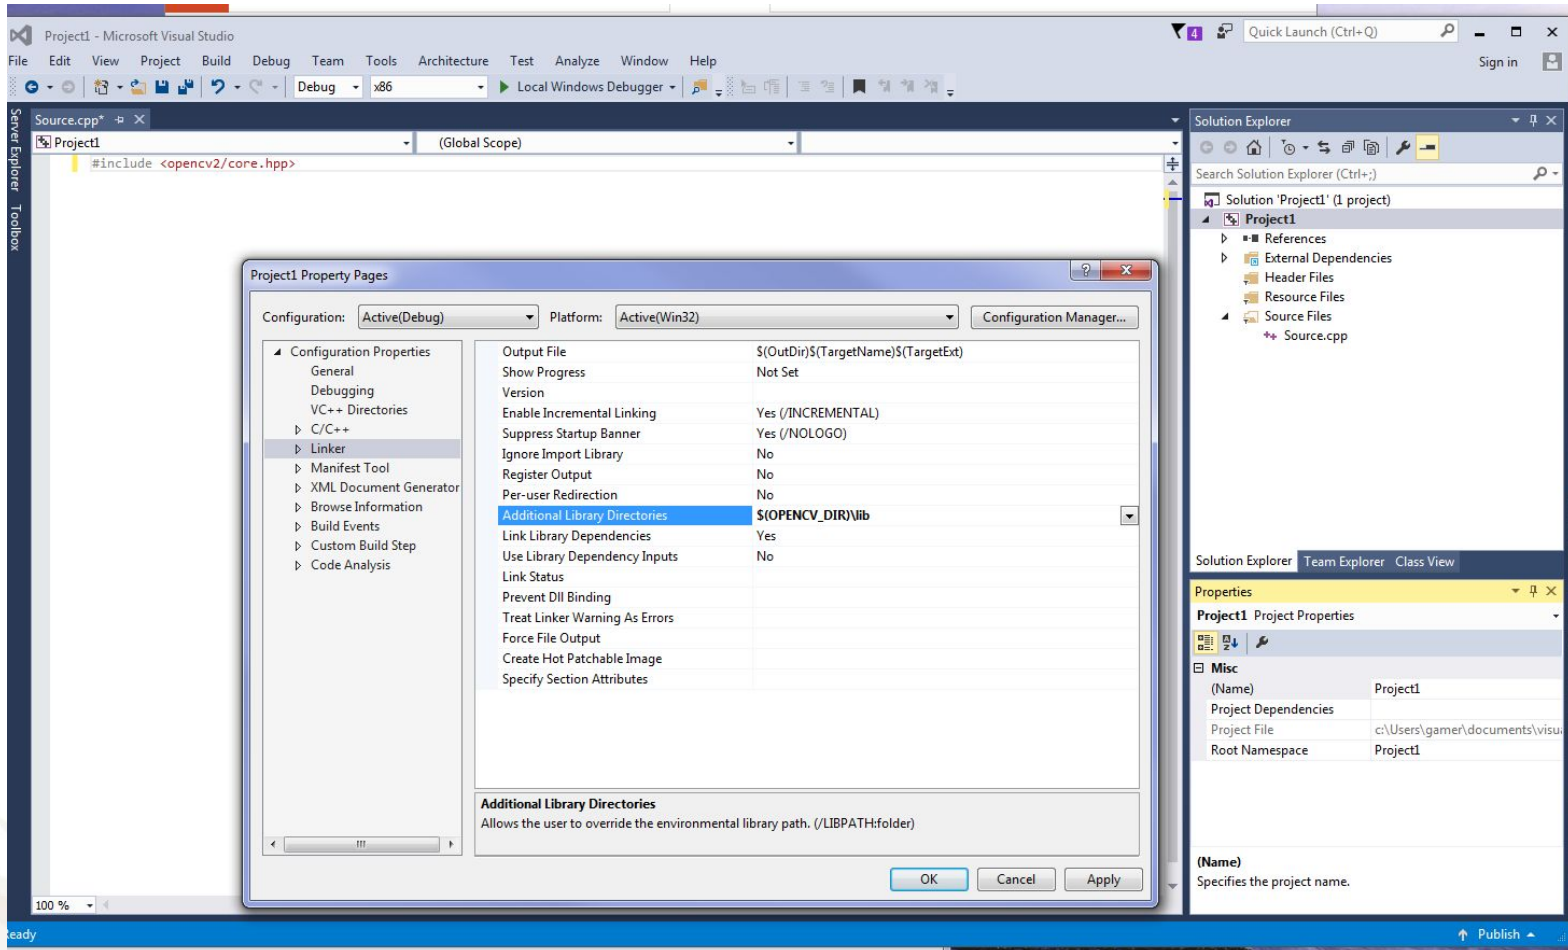 Project1 - Microsoft Visual Studio
4
Quick Launch (Ctrl+Q)
File Edit View Project Build Debug Team Tools Architecture Test Analyze Window Help
Sign in
Debug x86 Local Windows Debugger
Server Explorer
Toolbox
Source.cpp*
Project1
(Global Scope)
#include <opencv2/core.hpp>
100 %
Project1 Property Pages
Configuration: Active(Debug) Platform: Active(Win32) Configuration Manager...
Configuration Properties
General
Debugging
VC++ Directories
C/C++
Linker
Manifest Tool
XML Document Generator
Browse Information
Build Events
Custom Build Step
Code Analysis
Output File $(OutDir)$(TargetName)$(TargetExt)
Show Progress Not Set
Version
Enable Incremental Linking Yes (/INCREMENTAL)
Suppress Startup Banner Yes (/NOLOGO)
Ignore Import Library No
Register Output No
Per-user Redirection No
Additional Library Directories $(OPENCV_DIR)\lib
Link Library Dependencies Yes
Use Library Dependency Inputs No
Link Status
Prevent Dll Binding
Treat Linker Warning As Errors
Force File Output
Create Hot Patchable Image
Specify Section Attributes
Additional Library Directories
Allows the user to override the environmental library path. (/LIBPATH:folder)
OK Cancel Apply
Solution Explorer
Search Solution Explorer (Ctrl+;)
Solution 'Project1' (1 project)
Project1
References
External Dependencies
Header Files
Resource Files
Source Files
Source.cpp
Solution Explorer Team Explorer Class View
Properties
Project1 Project Properties
Misc
(Name) Project1
Project Dependencies
Project File c:\Users\gamer\documents\visu
Root Namespace Project1
(Name)
Specifies the project name.
eady
Publish